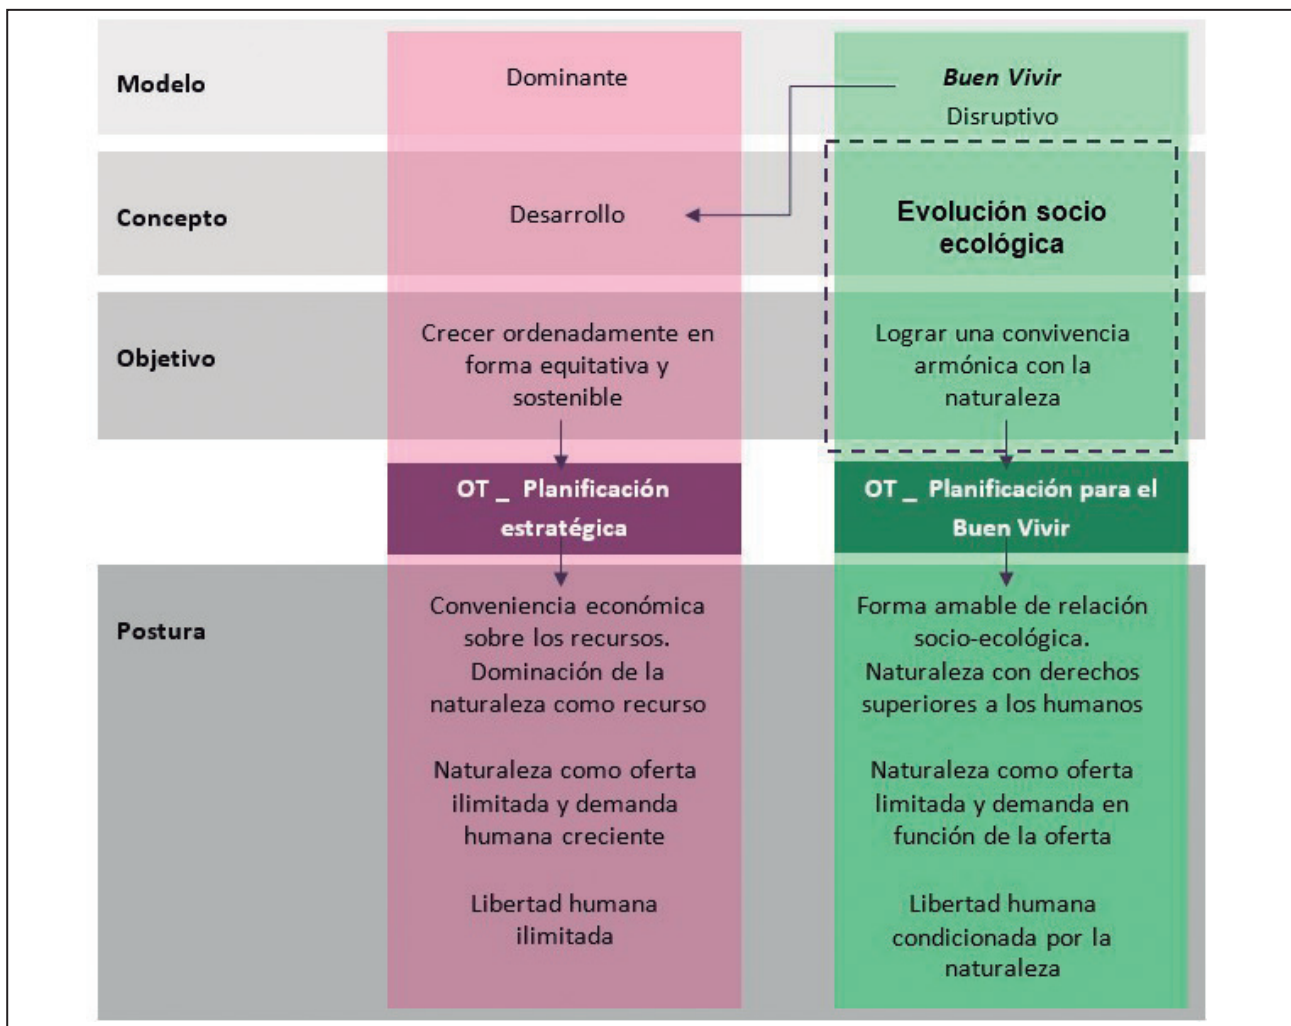 Modelo
Dominante
Buen Vivir
Disruptivo
Concepto
Desarrollo
Evolución socio
ecológica
Objetivo
Crecer ordenadamente en
forma equitativa y
sostenible
Lograr una convivencia
armónica con la
naturaleza
OT _ Planificación
estratégica
OT _ Planificación para el
Buen Vivir
Postura
Conveniencia económica
sobre los recursos.
Dominación de la
naturaleza como recurso
Naturaleza como oferta
ilimitada y demanda
humana creciente
Libertad humana
ilimitada
Forma amable de relación
socio-ecológica.
Naturaleza con derechos
superiores a los humanos
Naturaleza como oferta
limitada y demanda en
función de la oferta
Libertad humana
condicionada por la
naturaleza